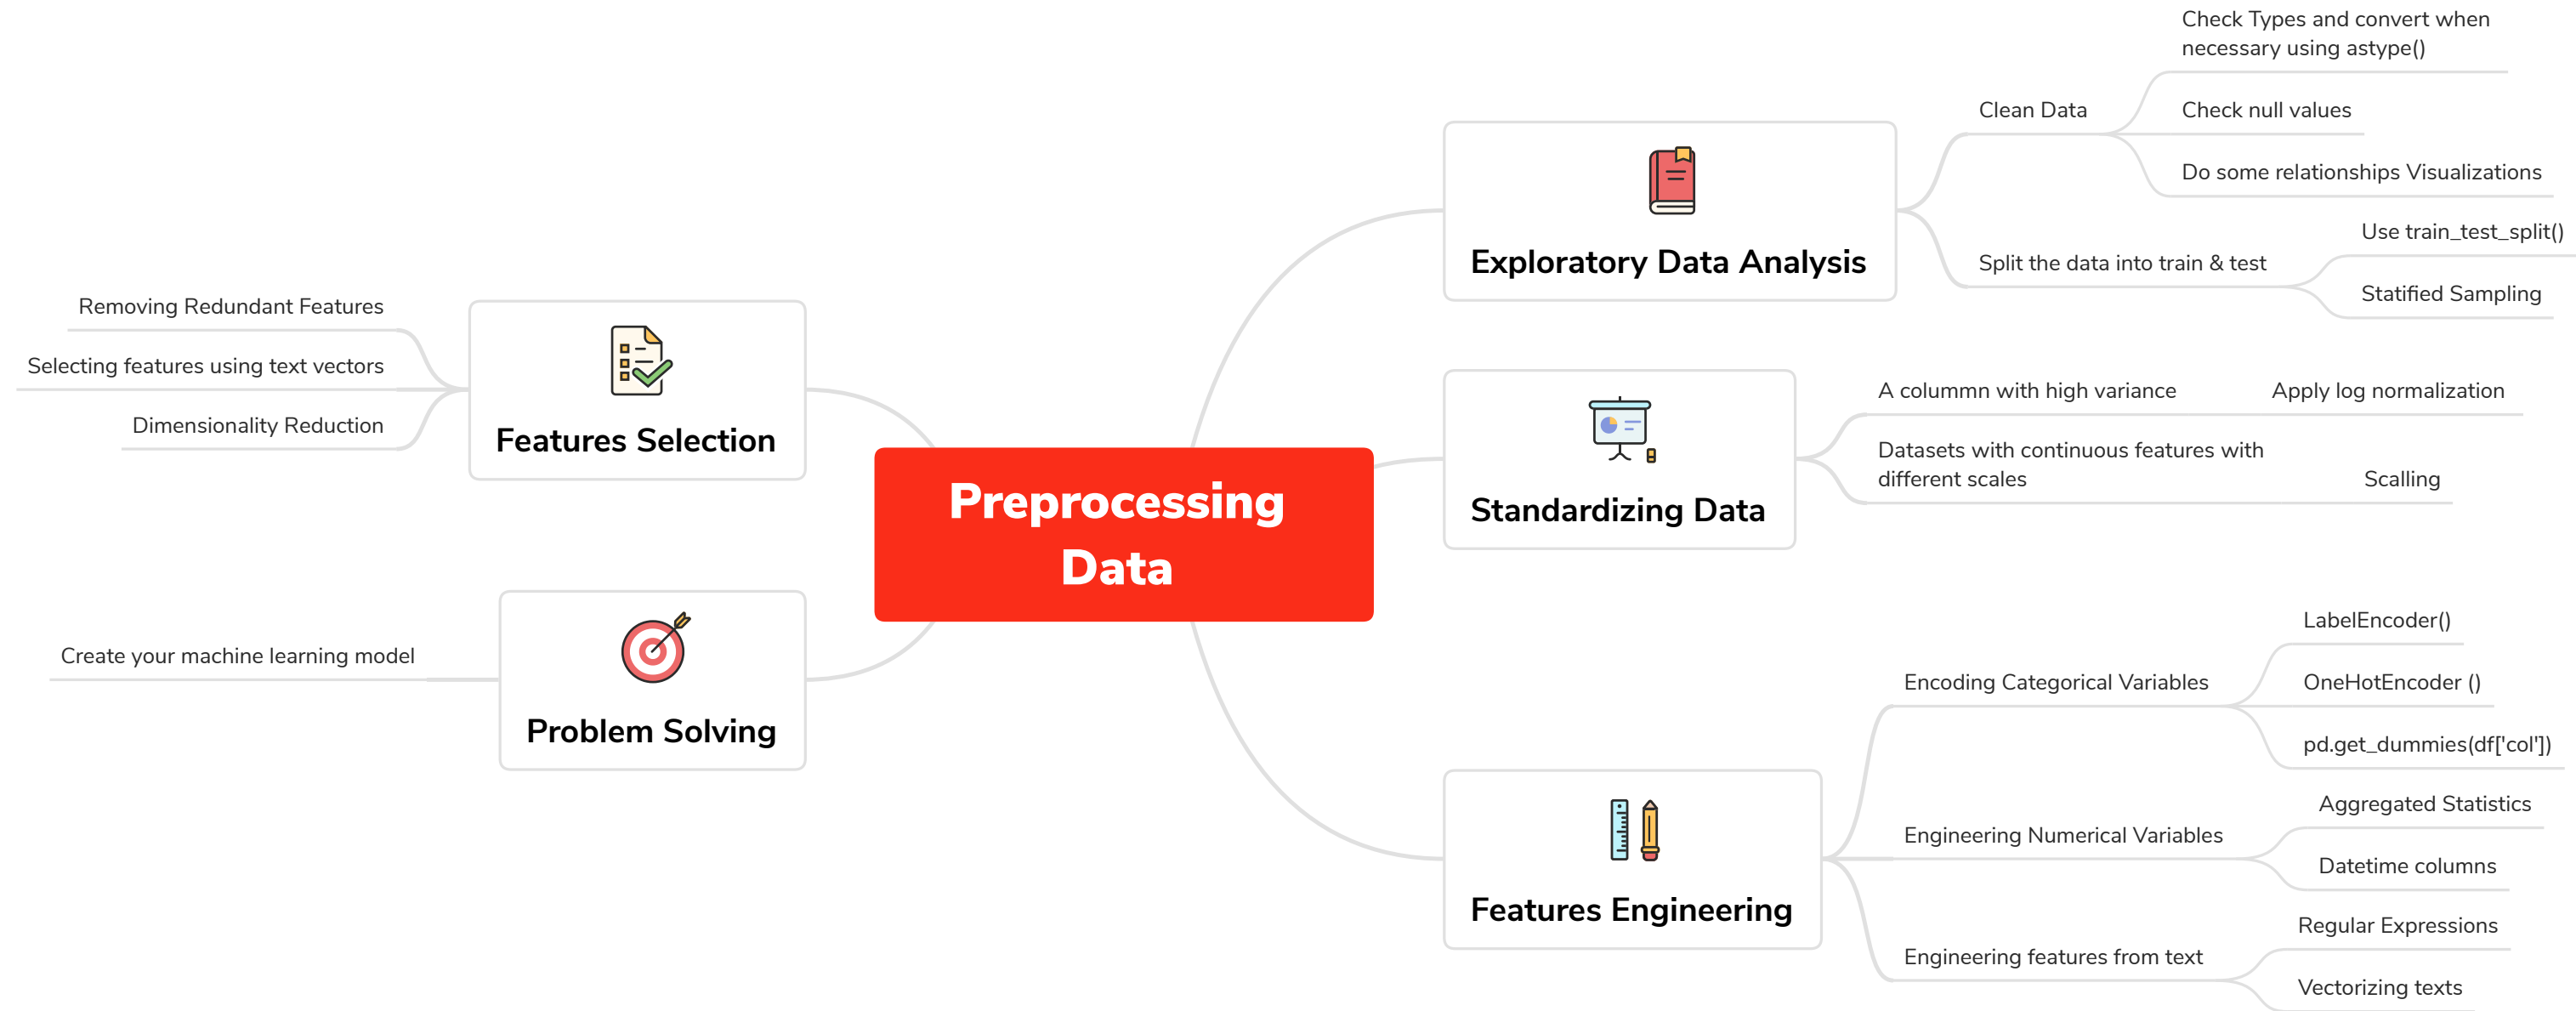 Preprocessing
Data
Exploratory Data Analysis
Clean Data
Check Types and convert when
necessary using astype()
Check null values
Do some relationships Visualizations
Split the data into train & test
Use train_test_split()
Statified Sampling
Standardizing Data
A colummn with high variance
Apply log normalization
Datasets with continuous features with
different scales
Scalling
Features Engineering
Encoding Categorical Variables
LabelEncoder()
OneHotEncoder ()
pd.get_dummies(df['col'])
Engineering Numerical Variables
Aggregated Statistics
Datetime columns
Engineering features from text
Regular Expressions
Vectorizing texts
Features Selection
Removing Redundant Features
Selecting features using text vectors
Dimensionality Reduction
Problem Solving
Create your machine learning model